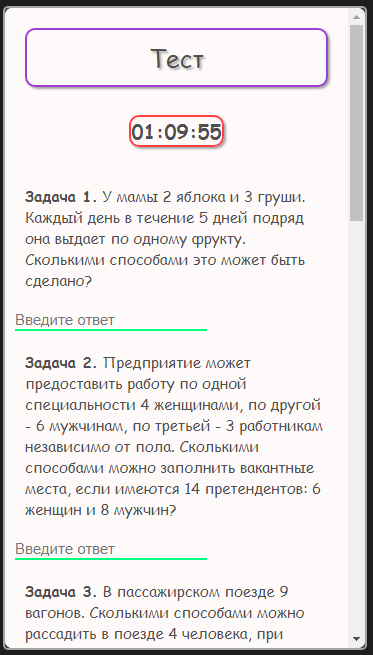 Тест
01:09:55
Задача 1. У мамы 2 яблока и 3 груши.
Каждый день в течение 5 дней подряд
она выдает по одному фрукту.
Сколькими способами это может быть
сделано?
Введите ответ
Задача 2. Предприятие может
предоставить работу по одной
специальности 4 женщинами, по другой
- 6 мужчинам, по третьей - 3 работникам
независимо от пола. Сколькими
способами можно заполнить вакантные
места, если имеются 14 претендентов: 6
женщин и 8 мужчин?
Введите ответ
Задача 3. В пассажирском поезде 9
вагонов. Сколькими способами можно
рассадить в поезде 4 человека, при